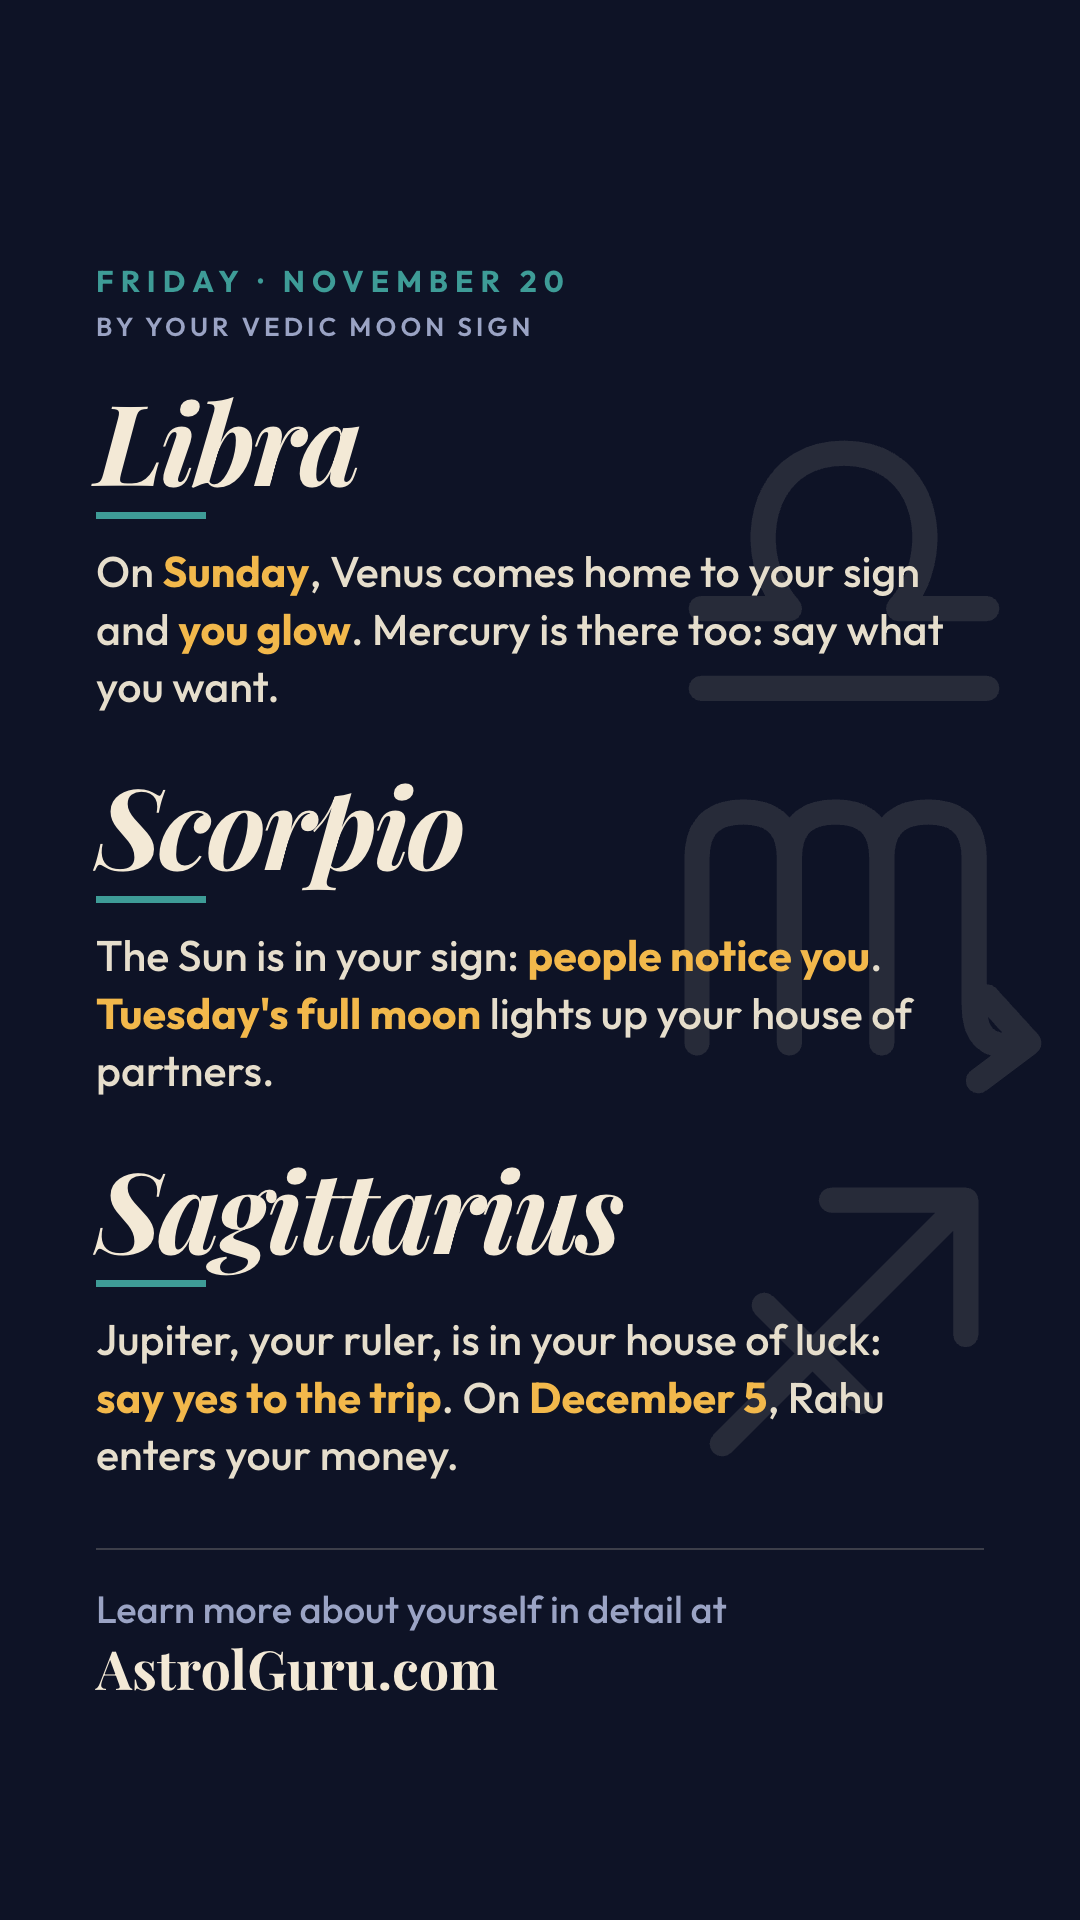 FRIDAY · NOVEMBER 20
BY YOUR VEDIC MOON SIGN
Libra
On Sunday, Venus comes home to your sign
and you glow. Mercury is there too: say what
you want.
Scorpio
The Sun is in your sign: people notice you.
Tuesday's full moon lights up your house of
partners.
Sagittarius
Jupiter, your ruler, is in your house of luck:
say yes to the trip. On December 5, Rahu
enters your money.
Learn more about yourself in detail at
AstrolGuru.com